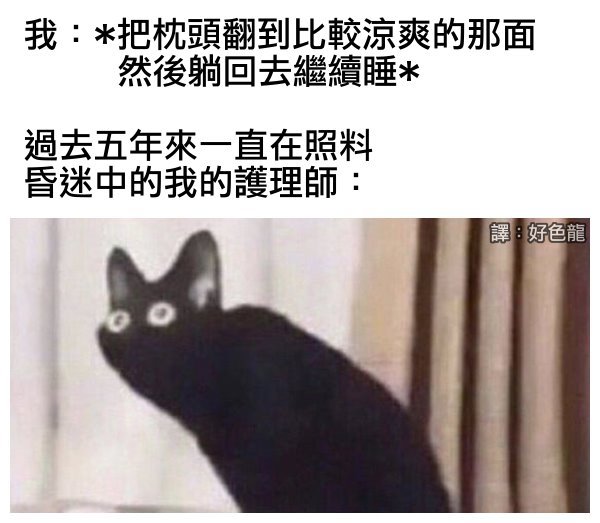 我：*把枕頭翻到比較涼爽的那面
然後躺回去繼續睡*
過去五年來一直在照料
昏迷中的我的護理師：
譯：好色龍